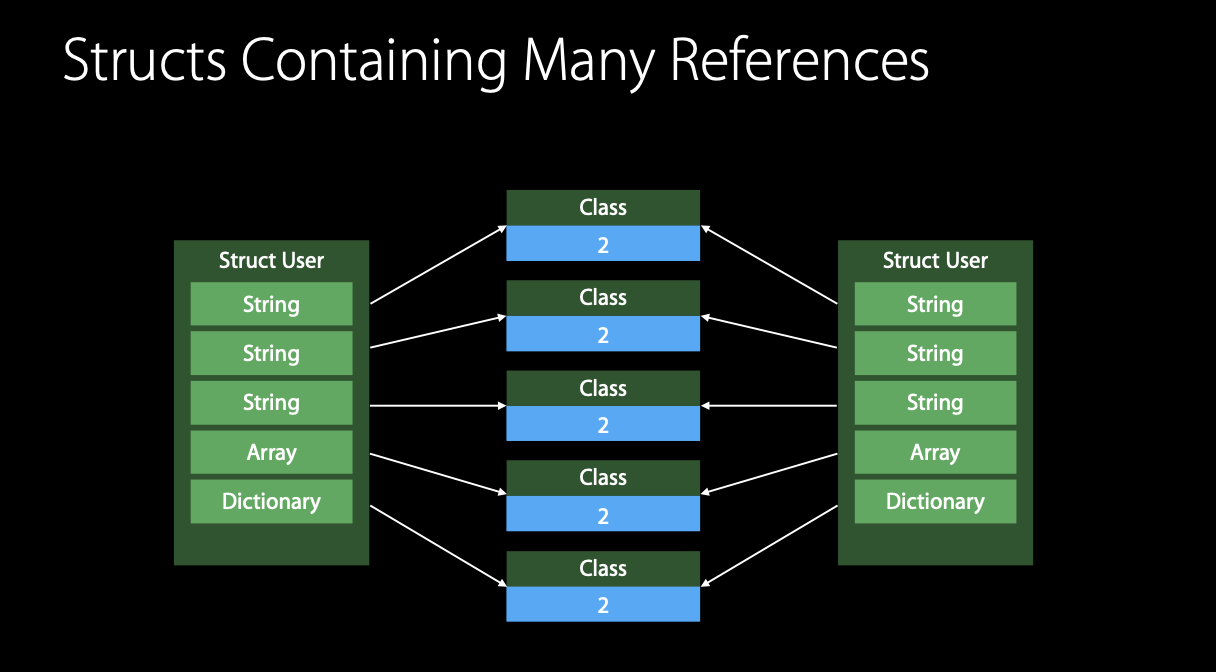 Structs Containing Many References
Struct User
String
String
String
Array
Dictionary
Class
2
Class
2
Class
2
Class
2
Class
2
Struct User
String
String
String
Array
Dictionary